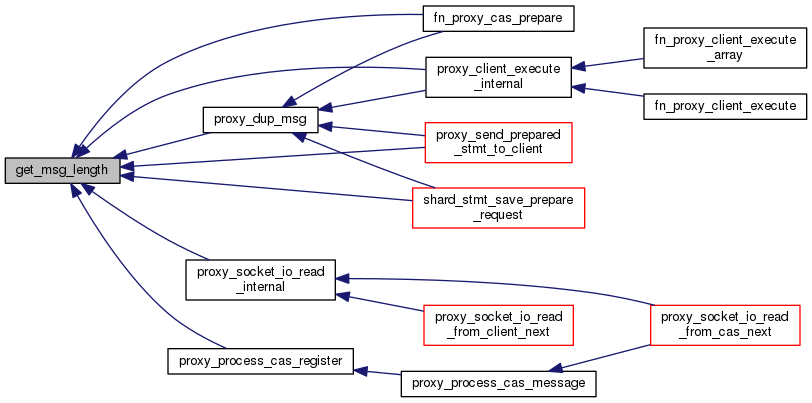 fn_proxy_cas_prepare
fn_proxy_client_execute
_array
proxy_client_execute
_internal
fn_proxy_client_execute
proxy_dup_msg
proxy_send_prepared
_stmt_to_client
get_msg_length
shard_stmt_save_prepare
_request
proxy_socket_io_read
_internal
proxy_socket_io_read
_from_client_next
proxy_socket_io_read
_from_cas_next
proxy_process_cas_register
proxy_process_cas_message